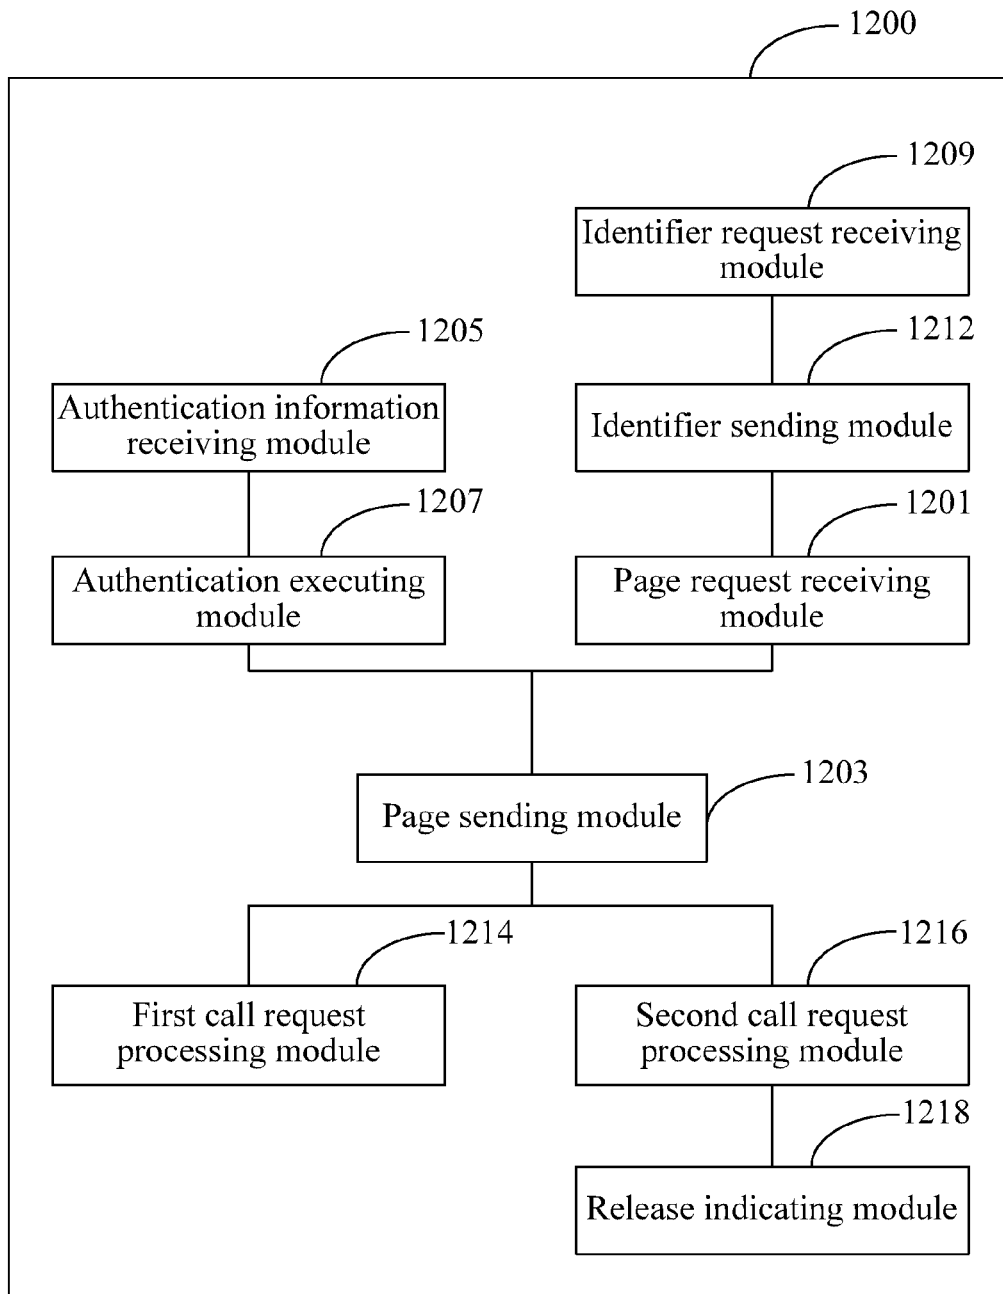 1200
1209
Identifier request receiving
module
1205
1212
Authentication information
receiving module
Identifier sending module
1207
1201
Authentication executing
module
Page request receiving
module
1203
Page sending module
1214
1216
First call request
processing module
Second call request
processing module
1218
Release indicating module